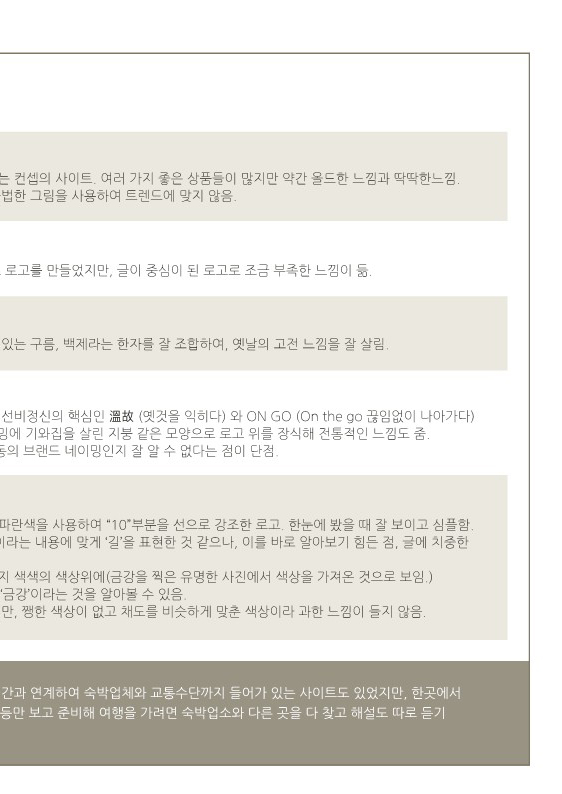 는 컨셉의 사이트. 여러 가지 좋은 상품들이 많지만 약간 올드한 느낌과 딱딱한느낌.
법한 그림을 사용하여 트렌드에 맞지 않음.
로고를 만들었지만, 글이 중심이 된 로고로 조금 부족한 느낌이 듦.
있는 구름, 백제라는 한자를 잘 조합하여, 옛날의 고전 느낌을 잘 살림.
선비정신의 핵심인 溫故 (옛것을 익히다) 와 ON GO (On the go 끊임없이 나아가다)
밍에 기와집을 살린 지붕 같은 모양으로 로고 위를 장식해 전통적인 느낌도 줌.
동의 브랜드 네이밍인지 잘 알 수 없다는 점이 단점.
파란색을 사용하여 “10”부분을 선으로 강조한 로고. 한눈에 봤을 때 잘 보이고 심플함.
이라는 내용에 맞게 ‘길’을 표현한 것 같으나, 이를 바로 알아보기 힘든 점, 글에 치중한
지 색색의 색상위에(금강을 찍은 유명한 사진에서 색상을 가져온 것으로 보임.)
‘금강’이라는 것을 알아볼 수 있음.
만, 쨍한 색상이 없고 채도를 비슷하게 맞춘 색상이라 과한 느낌이 들지 않음.
간과 연계하여 숙박업체와 교통수단까지 들어가 있는 사이트도 있었지만, 한곳에서
등만 보고 준비해 여행을 가려면 숙박업소와 다른 곳을 다 찾고 해설도 따로 듣기